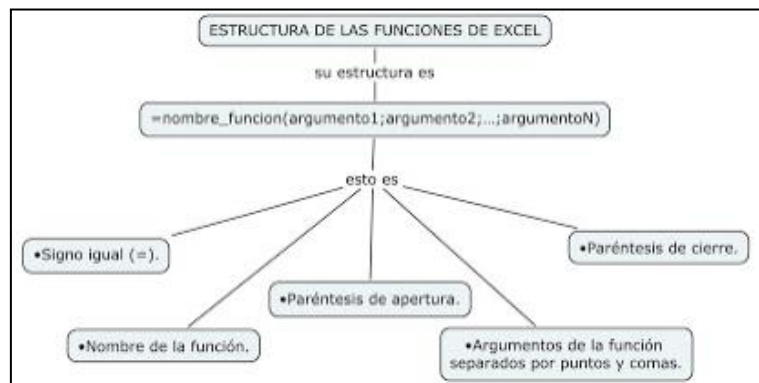 ESTRUCTURA DE LAS FUNCIONES DE EXCEL
su estructura es
=nombre_funcion(argumento1;argumento2;...;argumentoN)
esto es
•Signo igual (=).
•Nombre de la función.
•Paréntesis de apertura.
•Argumentos de la función
separados por puntos y comas.
•Paréntesis de cierre.